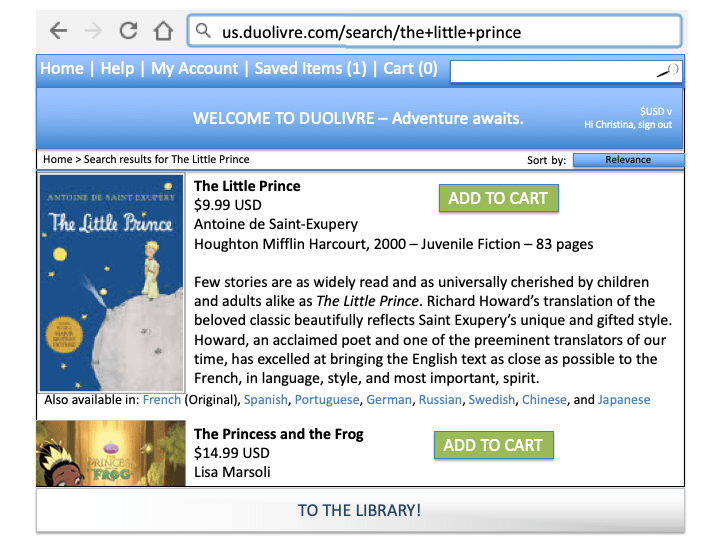 us.duolivre.com/search/the+little+prince
Home | Help | My Account | Saved Items (1) | Cart (0)
WELCOME TO DUOLIVRE – Adventure awaits.
$USD v
Hi Christina, sign out
Home > Search results for The Little Prince
Sort by: Relevance
ANTOINE DE SAINT-EXUPÉRY
The Little Prince
The Little Prince
$9.99 USD
ADD TO CART
Antoine de Saint-Exupery
Houghton Mifflin Harcourt, 2000 – Juvenile Fiction – 83 pages
Few stories are as widely read and as universally cherished by children
and adults alike as The Little Prince. Richard Howard’s translation of the
beloved classic beautifully reflects Saint Exupery’s unique and gifted style.
Howard, an acclaimed poet and one of the preeminent translators of our
time, has excelled at bringing the English text as close as possible to the
French, in language, style, and most important, spirit.
Also available in: French (Original), Spanish, Portuguese, German, Russian, Swedish, Chinese, and Japanese
THE
PRINCESS
AND THE
FROG
The Princess and the Frog
$14.99 USD
ADD TO CART
Lisa Marsoli
TO THE LIBRARY!